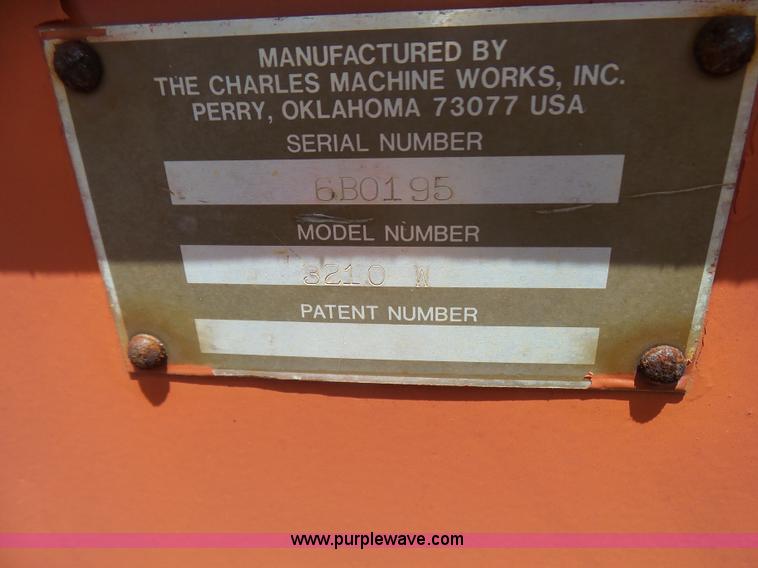 MANUFACTURED BY
THE CHARLES MACHINE WORKS, INC.
PERRY, OKLAHOMA 73077 USA
SERIAL NUMBER
6B0195
MODEL NUMBER
3210 W
PATENT NUMBER
www.purplewave.com